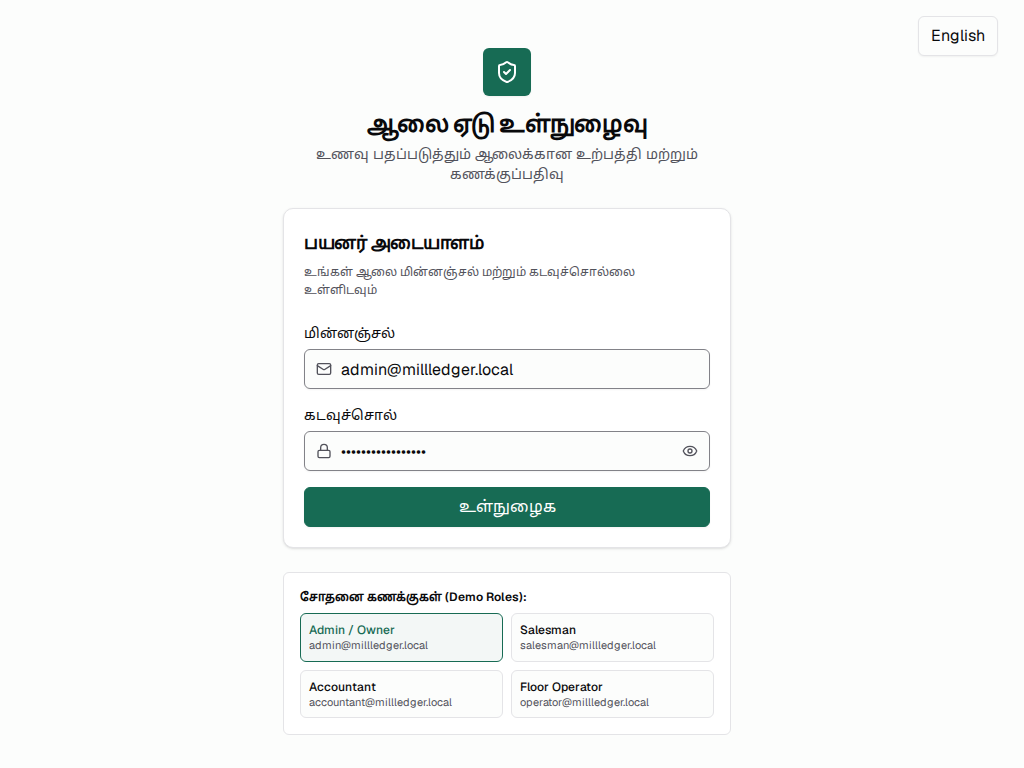 English
ஆலை ஏடு உள்நுழைவு
உணவு பதப்படுத்தும் ஆலைக்கான உற்பத்தி மற்றும்
கணக்குப்பதிவு
பயனர் அடையாளம்
உங்கள் ஆலை மின்னஞ்சல் மற்றும் கடவுச்சொல்லை
உள்ளிடவும்
மின்னஞ்சல்
admin@millledger.local
கடவுச்சொல்
•••••••••••••••••
உள்நுழைக
சோதனை கணக்குகள் (Demo Roles):
Admin / Owner
admin@millledger.local
Salesman
salesman@millledger.local
Accountant
accountant@millledger.local
Floor Operator
operator@millledger.local